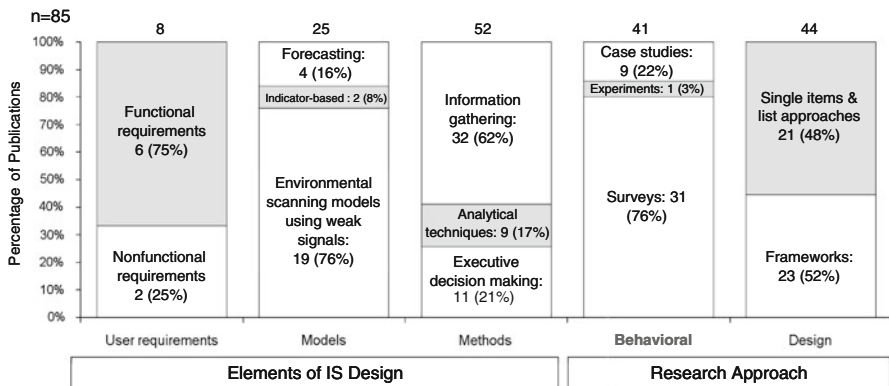 n=85
8 25 52 41 44
Percentage of Publications
100%
90%
80%
70%
60%
50%
40%
30%
20%
10%
0%
Functional
requirements
6 (75%)
Nonfunctional
requirements
2 (25%)
Forecasting:
4 (16%)
Indicator-based : 2 (8%)
Environmental
scanning models
using weak
signals:
19 (76%)
Information
gathering:
32 (62%)
Analytical
techniques: 9 (17%)
Executive
decision making:
11 (21%)
Case studies:
9 (22%)
Experiments: 1 (3%)
Surveys: 31
(76%)
Single items &
list approaches
21 (48%)
Frameworks:
23 (52%)
User requirements Models Methods Behavioral Design
Elements of IS Design Research Approach